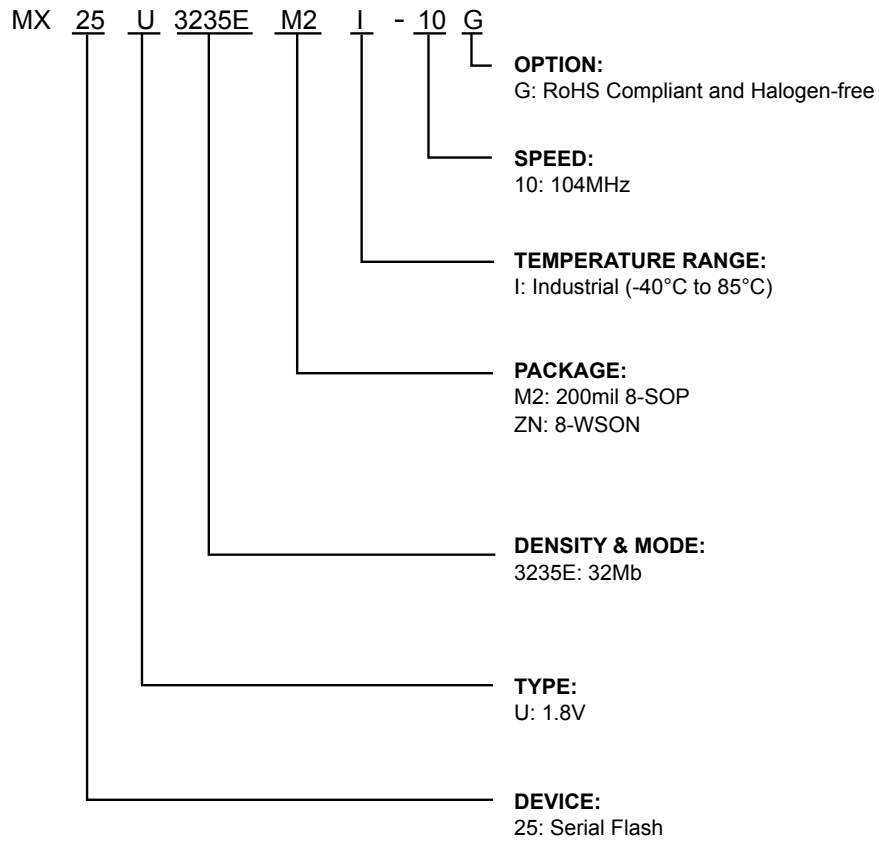 MX 25 U 3235E M2 I - 10 G
OPTION:
G: RoHS Compliant and Halogen-free
SPEED:
10: 104MHz
TEMPERATURE RANGE:
I: Industrial (-40°C to 85°C)
PACKAGE:
M2: 200mil 8-SOP
ZN: 8-WSON
DENSITY & MODE:
3235E: 32Mb
TYPE:
U: 1.8V
DEVICE:
25: Serial Flash